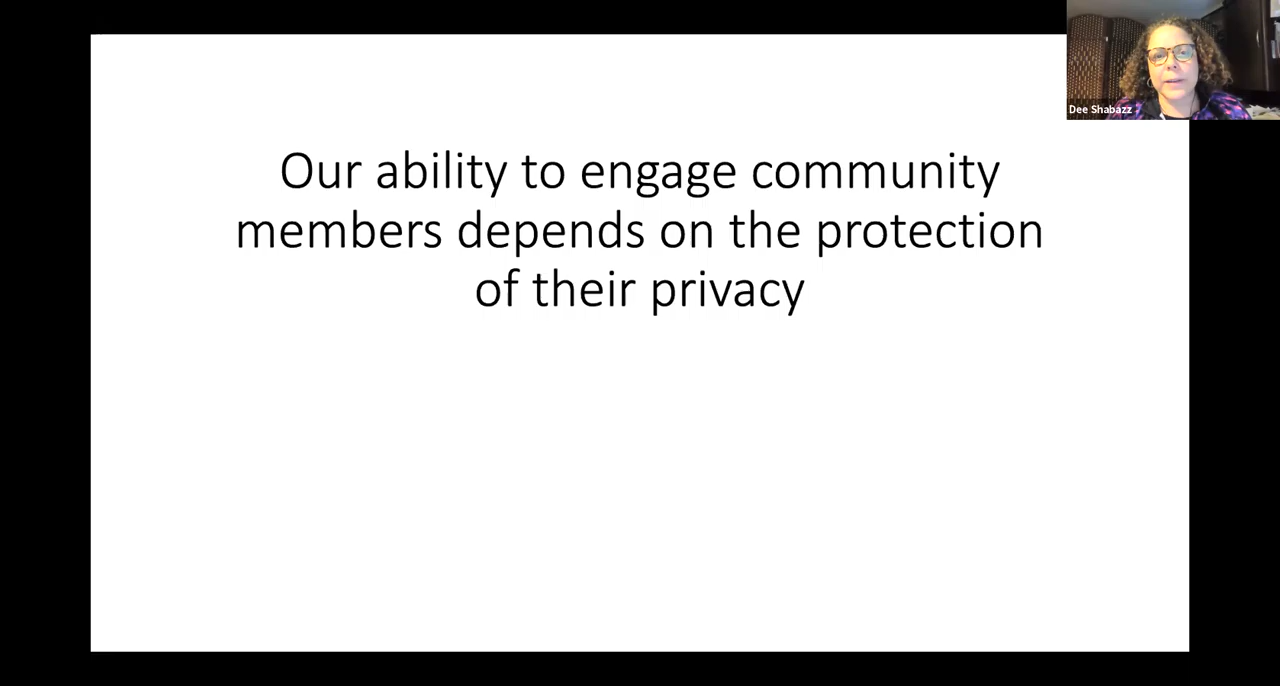 Our ability to engage community
members depends on the protection
of their privacy
Dee Shabazz